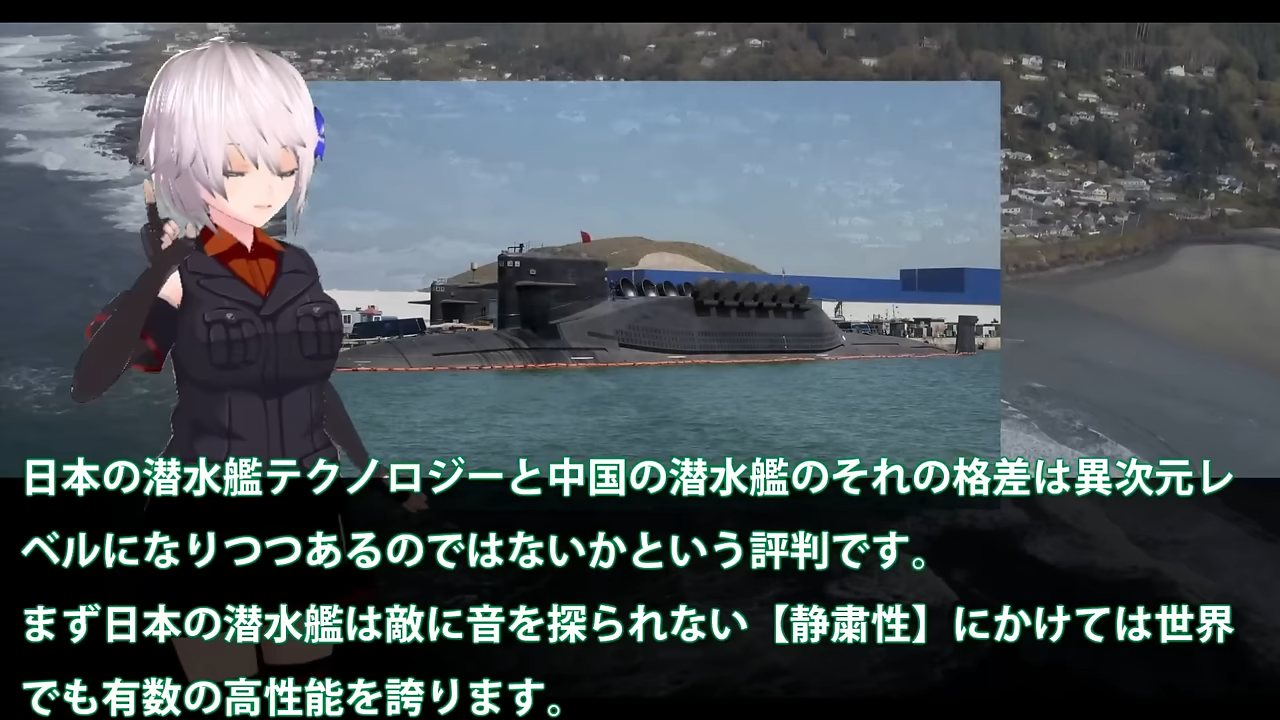 日本の潜水艦テクノロジーと中国の潜水艦のそれの格差は異次元レ
ベルになりつつあるのではないかという評判です。
まず日本の潜水艦は敵に音を探られない【静粛性】にかけては世界
でも有数の高性能を誇ります。